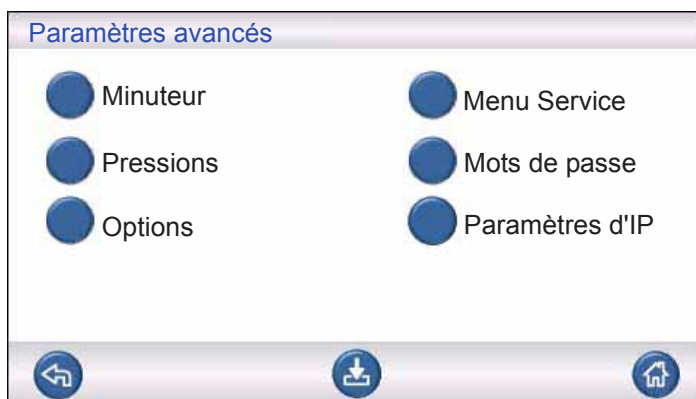 Paramètres avancés
Minuteur
Menu Service
Pressions
Mots de passe
Options
Paramètres d'IP